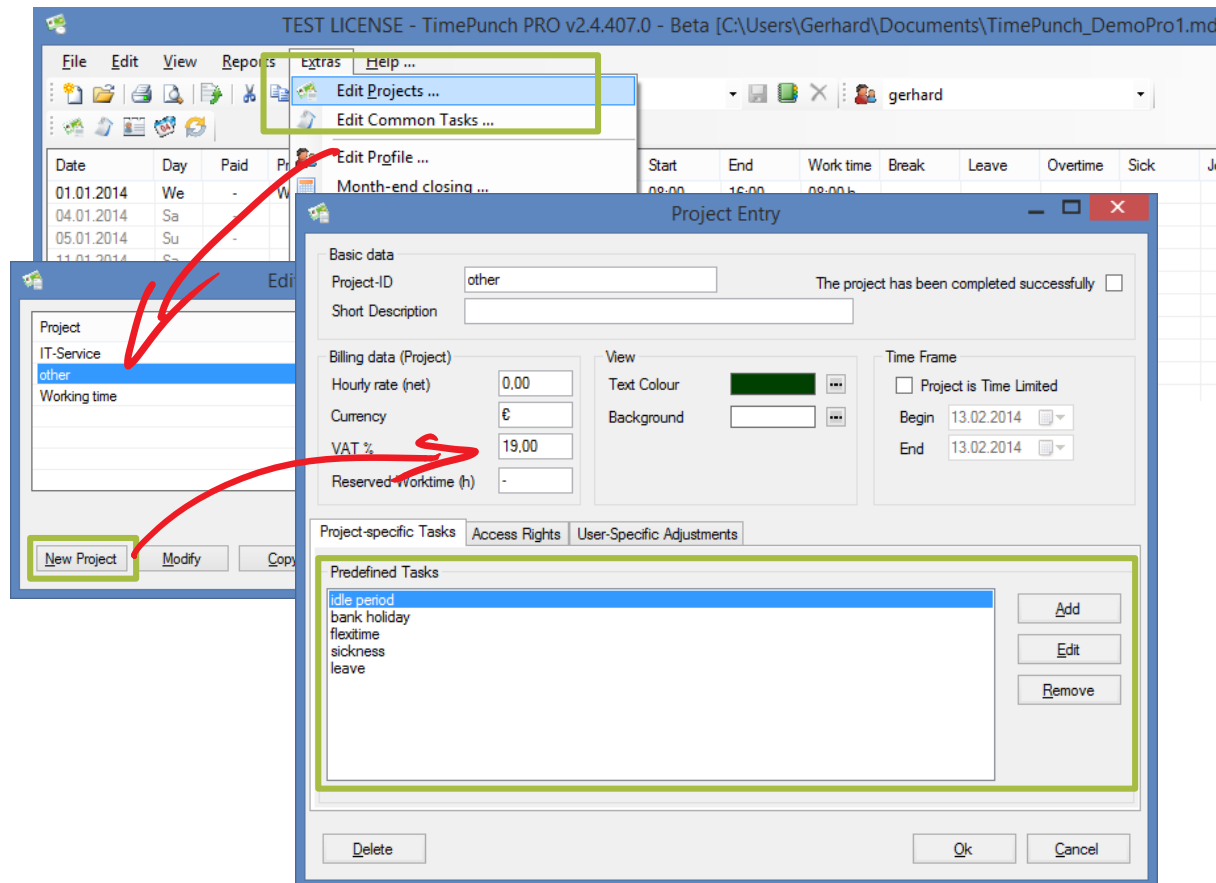 TEST LICENSE - TimePunch PRO v2.4.407.0 - Beta [C:\Users\Gerhard\Documents\TimePunch_DemoPro1.md
File Edit View Reports Extras Help ...
gerhard
Edit Projects ...
Edit Common Tasks ...
Edit Profile ...
Month-end closing ...
Date Day Paid Start End Work time Break Leave Overtime Sick
01.01.2014 We - W 08:00 16:00 08:00 h
04.01.2014 Sa -
05.01.2014 Su -
11.01.2014 Sa
Project
IT-Service
other
Working time
New Project Modify Copy
Project Entry
Basic data
Project-ID other The project has been completed successfully
Short Description
Billing data (Project) View Time Frame
Hourly rate (net) 0,00 Text Colour Project is Time Limited
Currency € Background Begin 13.02.2014
VAT % 19,00 End 13.02.2014
Reserved Worktime (h) -
Project-specific Tasks Access Rights User-Specific Adjustments
Predefined Tasks
idle period
bank holiday
flexitime
sickness
leave
Add
Edit
Remove
Delete Ok Cancel